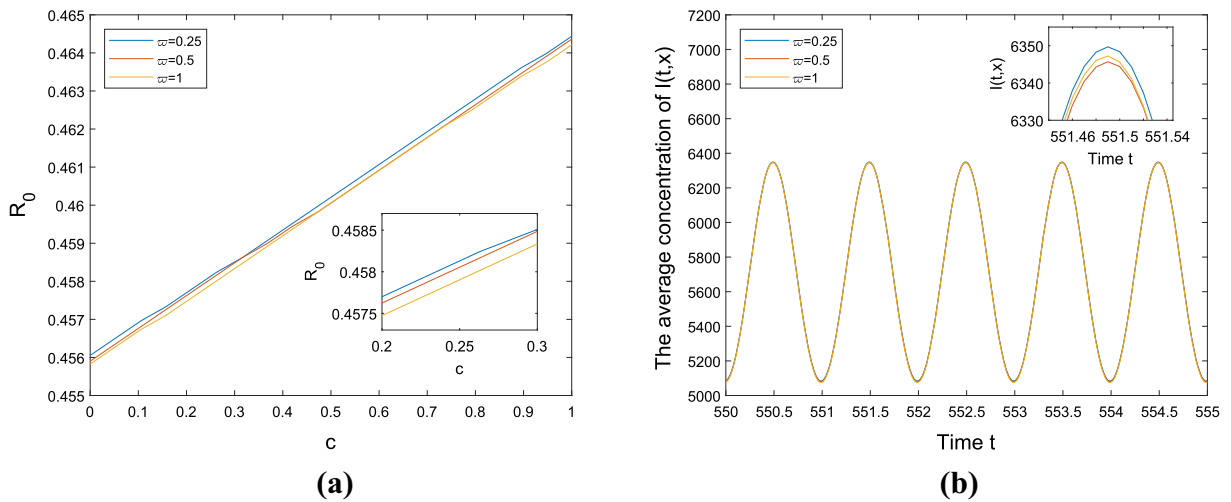 0.465
0.464
0.463
0.462
0.461
0.46
0.459
0.458
0.457
0.456
0.455
R0
ϖ=0.25
ϖ=0.5
ϖ=1
0.4585
0.458
0.4575
R0
0.2 0.25 0.3
c
0 0.1 0.2 0.3 0.4 0.5 0.6 0.7 0.8 0.9 1
c
(a)
7200
7000
6800
6600
6400
6200
6000
5800
5600
5400
5200
5000
The average concentration of I(t,x)
ϖ=0.25
ϖ=0.5
ϖ=1
6350
6340
6330
I(t,x)
551.46 551.5 551.54
Time t
550 550.5 551 551.5 552 552.5 553 553.5 554 554.5 555
Time t
(b)